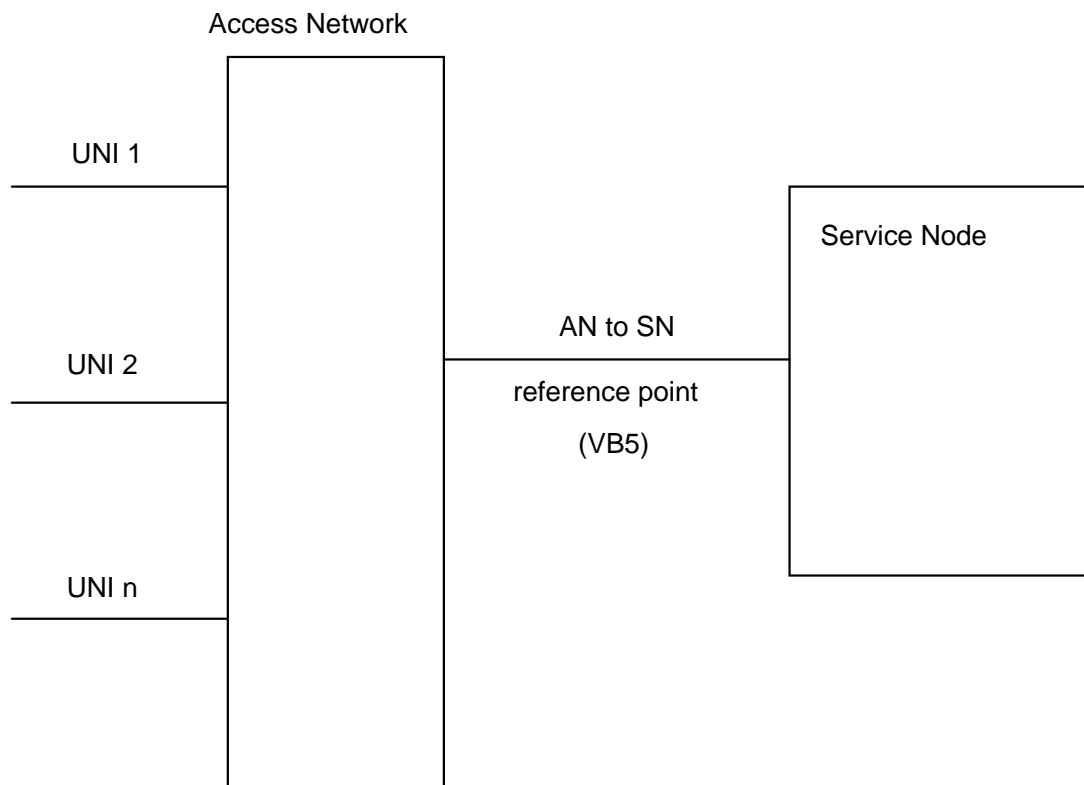 Access Network
UNI 1
Service Node
AN to SN
UNI 2
reference point
(VB5)
UNI n